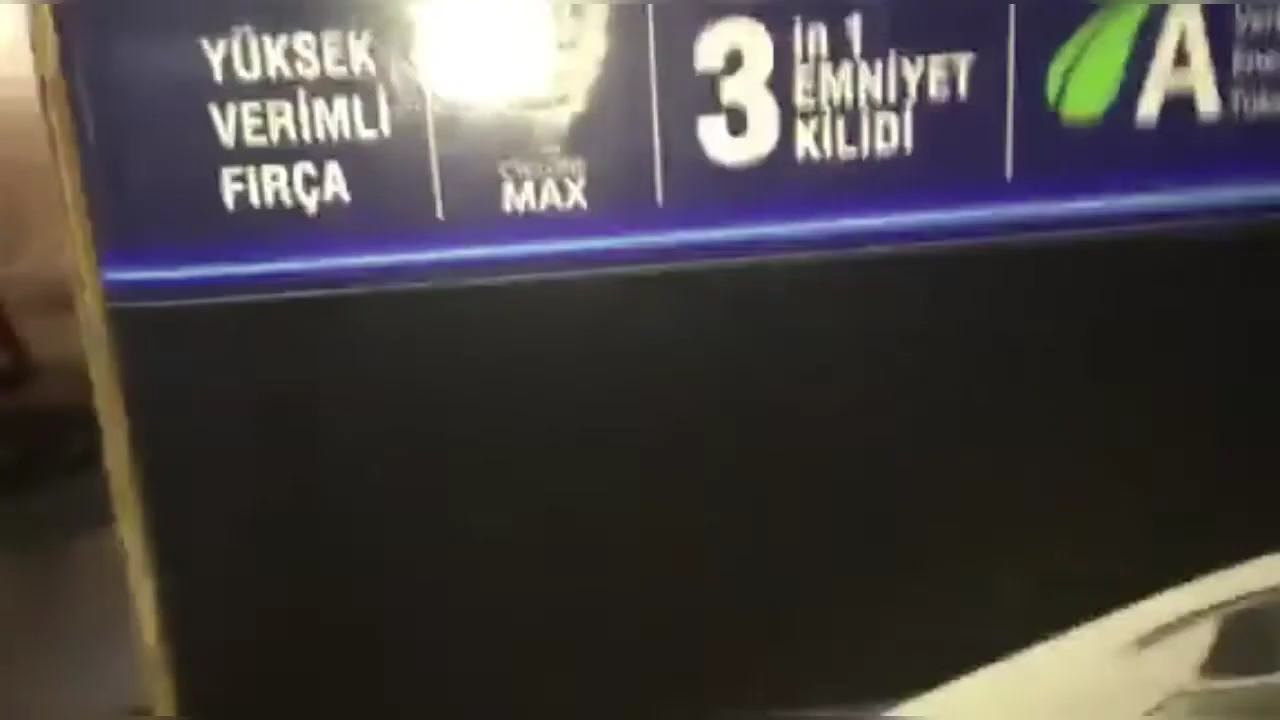 YÜKSEK
VERİMLİ
FIRÇA
MAX
3 in 1
EMNİYET
KİLİDİ
A